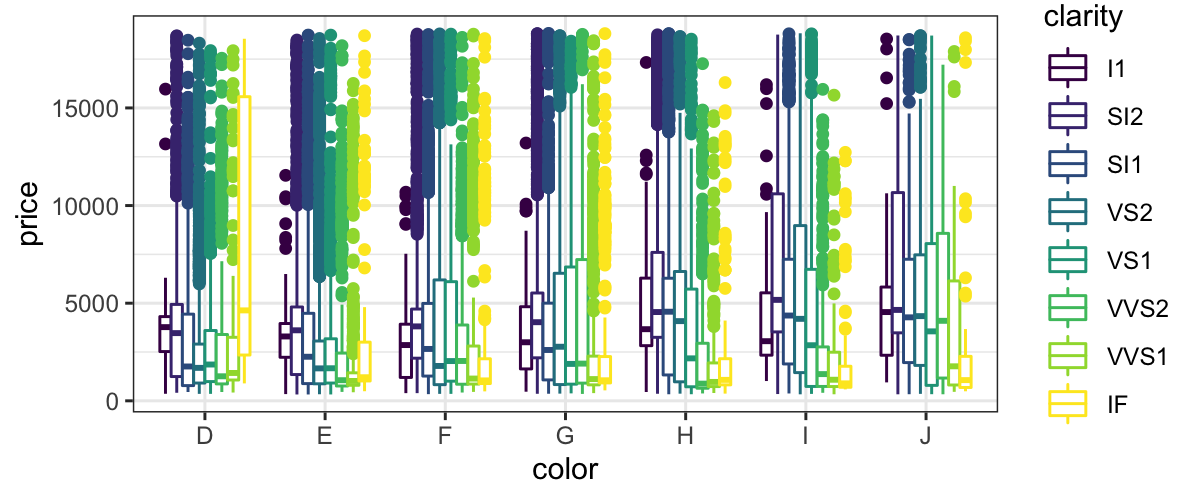 clarity
I1
SI2
SI1
VS2
VS1
VVS2
VVS1
IF
price
15000
10000
5000
0
D E F G H I J
color